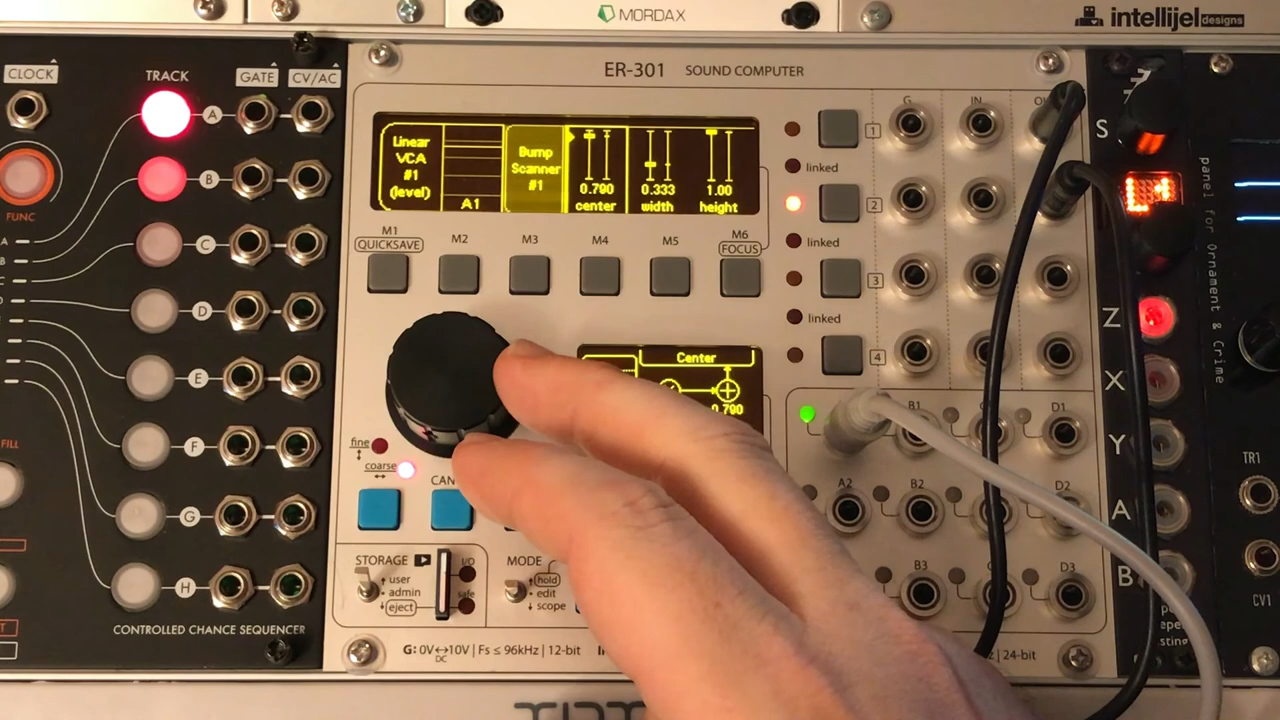 MORDAX
intellijel designs
CLOCK
TRACK
GATE
CV/AC
A
B
C
D
E
F
G
H
FUNC
A
B
FILL
CONTROLLED CHANCE SEQUENCER
ER-301 SOUND COMPUTER
Linear
VCA
#1
(level)
A1
Bump
Scanner
#1
0.790
center
0.333
width
1.00
height
M1
QUICKSAVE
M2
M3
M4
M5
M6
FOCUS
1
linked
2
linked
3
linked
4
G
IN
Center
0.790
fine
coarse
CAN
STORAGE
I/O
user
admin
eject
safe
MODE
hold
edit
scope
B1
D1
A2
B2
D2
B3
D3
G: 0V↔10V | Fs ≤ 96kHz | 12-bit
DC
| 24-bit
S
Z
X
Y
A
B
panel for Ornament & Crime
TR1
CV1